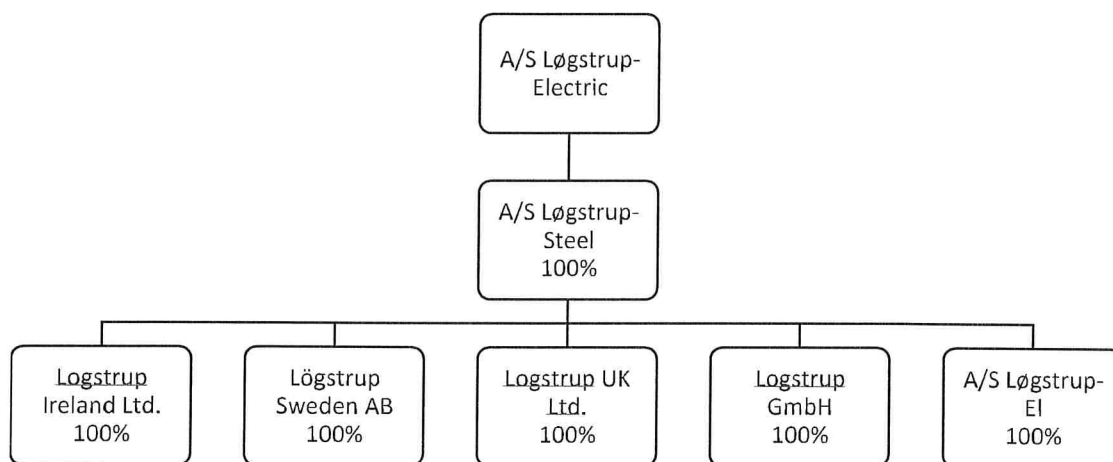 A/S Løgstrup-
Electric
A/S Løgstrup-
Steel
100%
Logstrup
Ireland Ltd.
100%
Lögstrup
Sweden AB
100%
Logstrup UK
Ltd.
100%
Logstrup
GmbH
100%
A/S Løgstrup-
El
100%